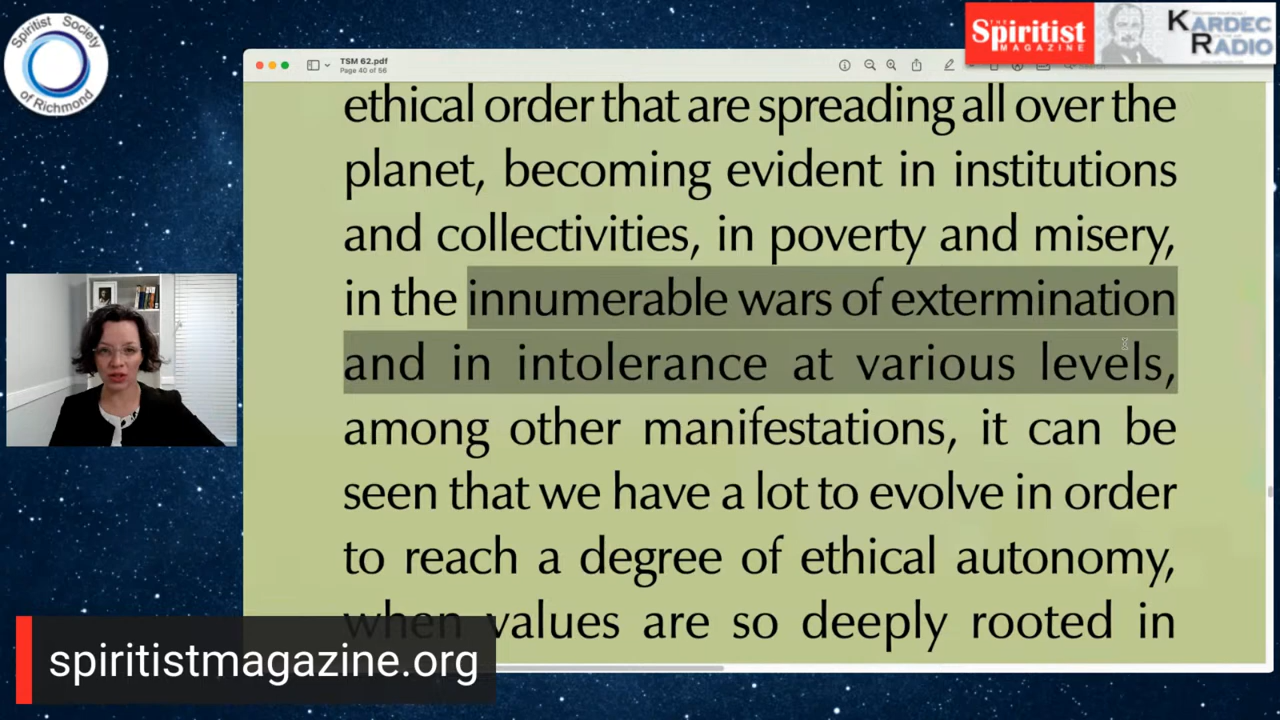 Spiritist Society
of Richmond
THE
Spiritist
MAGAZINE
KARDEC
RADIO
TSM 62.pdf
Page 40 of 56
ethical order that are spreading all over the
planet, becoming evident in institutions
and collectivities, in poverty and misery,
in the innumerable wars of extermination
and in intolerance at various levels,
among other manifestations, it can be
seen that we have a lot to evolve in order
to reach a degree of ethical autonomy,
when values are so deeply rooted in
spiritistmagazine.org